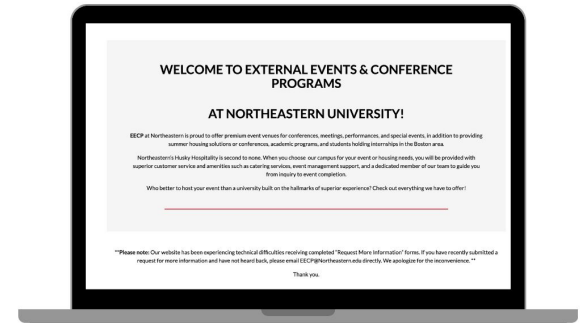 WELCOME TO EXTERNAL EVENTS & CONFERENCE
PROGRAMS
AT NORTHEASTERN UNIVERSITY!
EECP at Northeastern is proud to offer premium event venues for conferences, meetings, performances, and special events, in addition to providing
summer housing solutions or conferences, academic programs, and students holding internships in the Boston area.
Northeastern's Husky Hospitality is second to none. When you choose our campus for your event or housing needs, you will be provided with
superior customer service and amenities such as catering services, event management support, and a dedicated member of our team to guide you
from inquiry to event completion.
Who better to host your event than a university built on the hallmarks of superior experience? Check out everything we have to offer!
**Please note: Our website has been experiencing technical difficulties receiving completed "Request More Information" forms. If you have recently submitted a
request for more information and have not heard back, please email EECP@Northeastern.edu directly. We apologize for the inconvenience. **
Thank you.